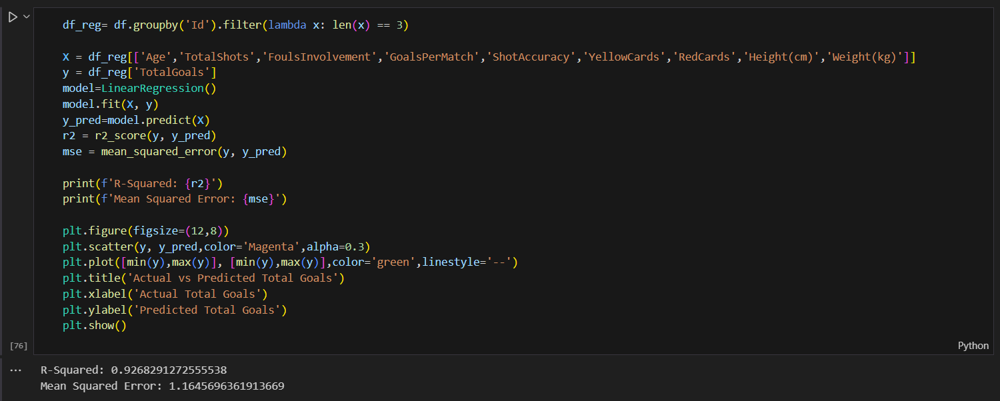 df_reg= df.groupby('Id').filter(lambda x: len(x) == 3)
X = df_reg[['Age','TotalShots','FoulsInvolvement','GoalsPerMatch','ShotAccuracy','YellowCards','RedCards','Height(cm)','Weight(kg)']]
y = df_reg['TotalGoals']
model=LinearRegression()
model.fit(X, y)
y_pred=model.predict(X)
r2 = r2_score(y, y_pred)
mse = mean_squared_error(y, y_pred)
print(f'R-Squared: {r2}')
print(f'Mean Squared Error: {mse}')
plt.figure(figsize=(12,8))
plt.scatter(y, y_pred,color='Magenta',alpha=0.3)
plt.plot([min(y),max(y)], [min(y),max(y)],color='green',linestyle='--')
plt.title('Actual vs Predicted Total Goals')
plt.xlabel('Actual Total Goals')
plt.ylabel('Predicted Total Goals')
plt.show()
[76]
Python
R-Squared: 0.9268291272555538
Mean Squared Error: 1.1645696361913669